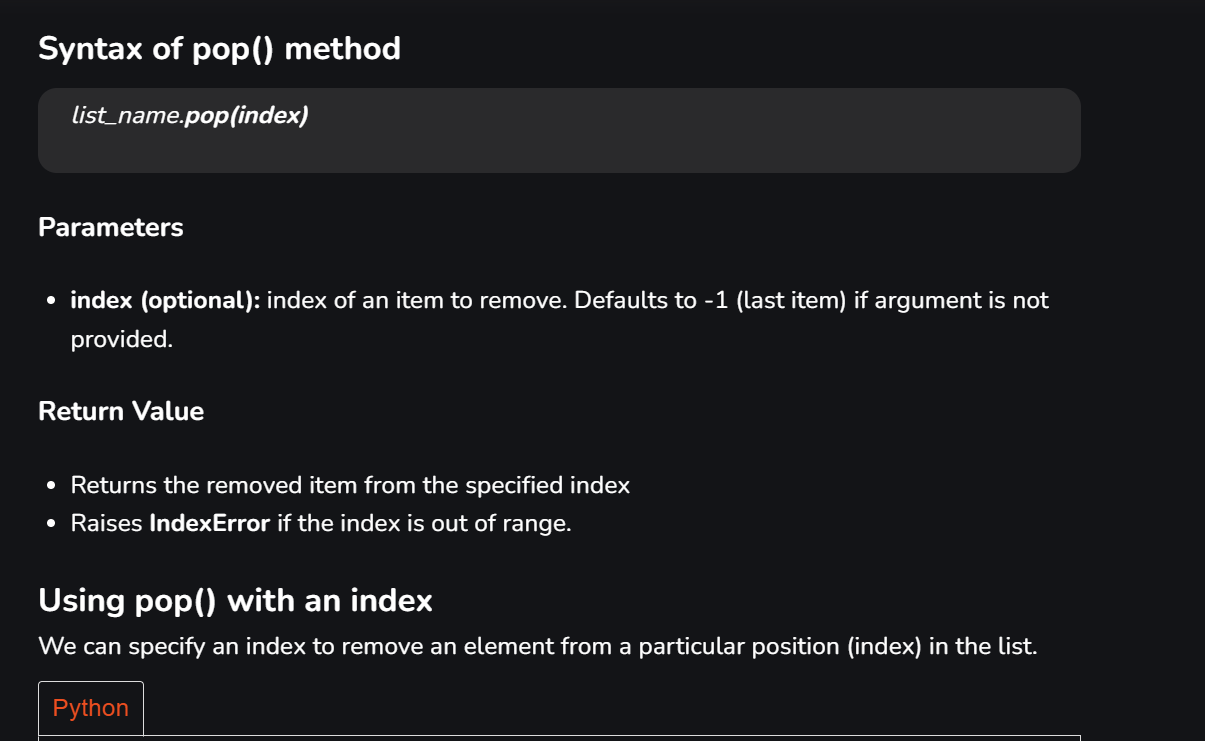 Syntax of pop() method
list_name.pop(index)
Parameters
index (optional): index of an item to remove. Defaults to -1 (last item) if argument is not
provided.
Return Value
Returns the removed item from the specified index
Raises IndexError if the index is out of range.
Using pop() with an index
We can specify an index to remove an element from a particular position (index) in the list.
Python